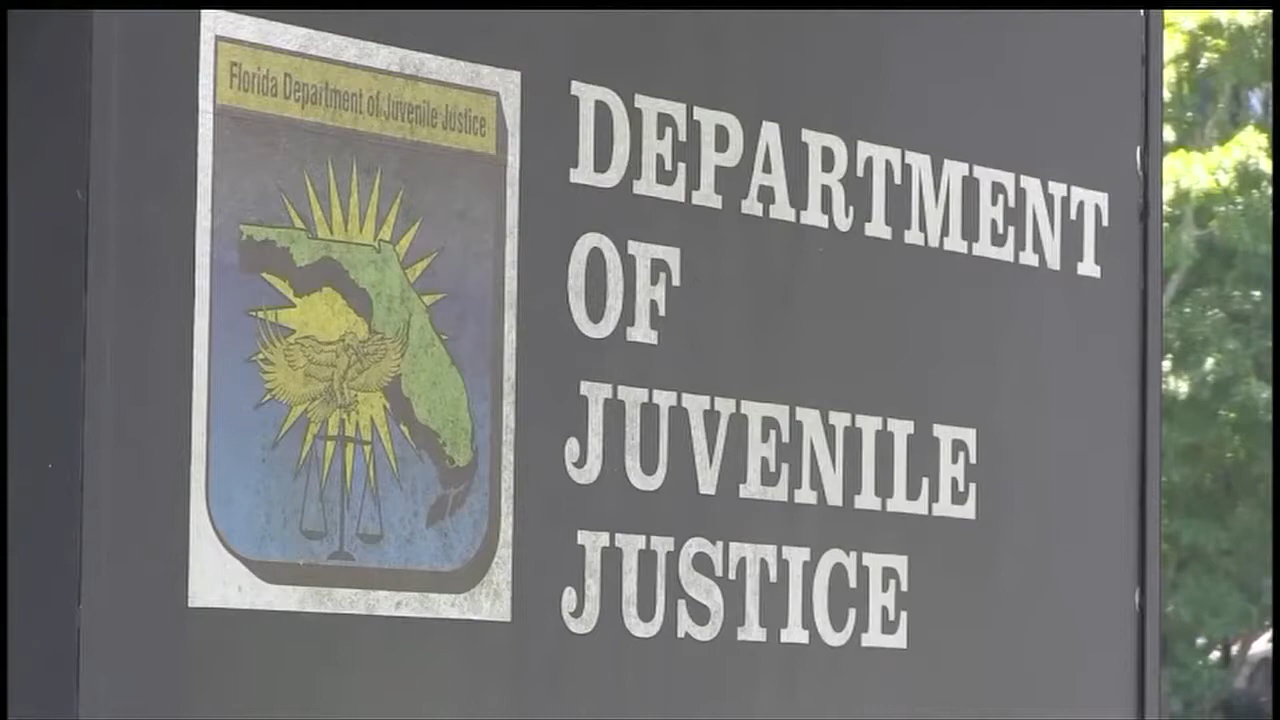 Florida Department of Juvenile Justice
DEPARTMENT
OF
JUVENILE
JUSTICE